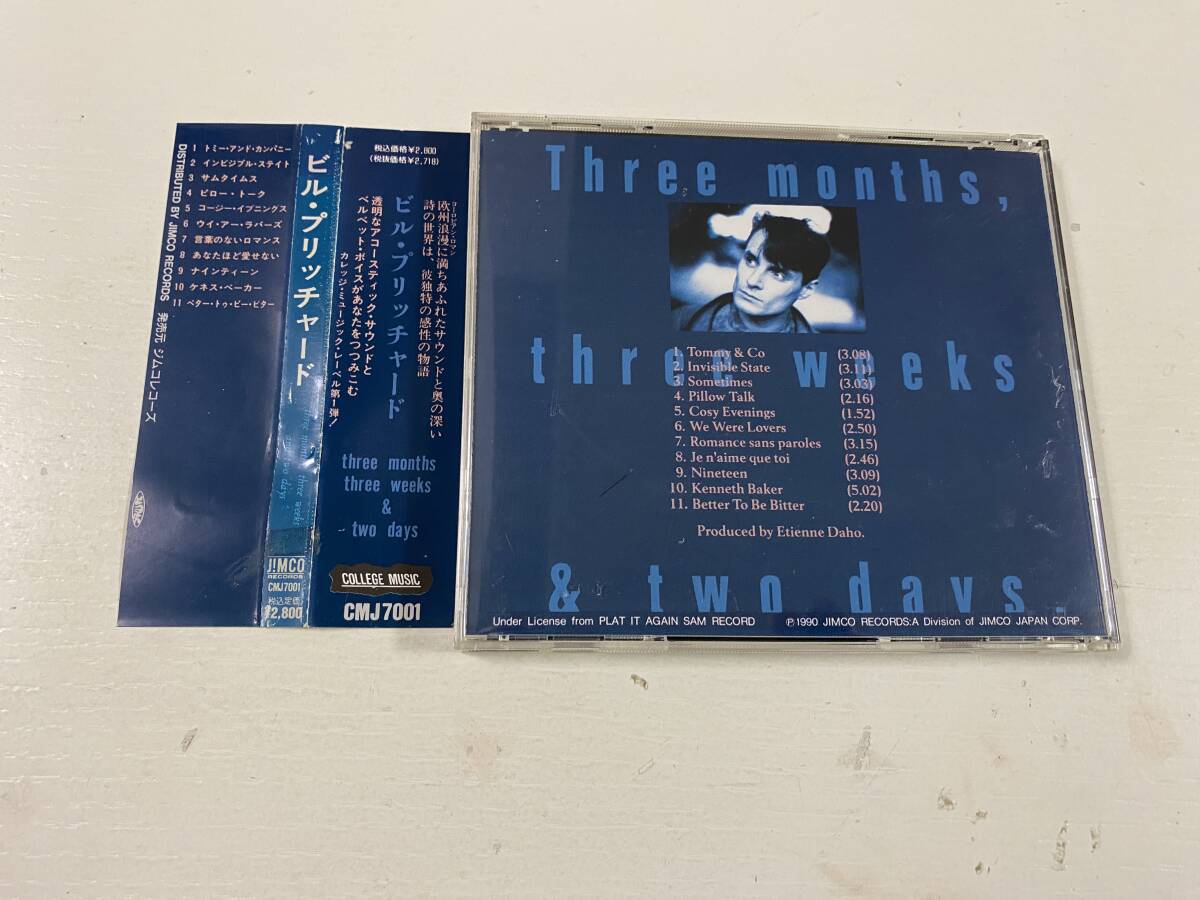 1 トミー・アンド・カンパニー
2 インビジブル・ステイト
3 サムタイムス
4 ピロー・トーク
5 コージー・イブニングス
6 ウイ・アー・ラバーズ
7 言葉のないロマンス
8 あなたほど愛せない
9 ナインティーン
10 ケネス・ベーカー
11 ベター・トゥ・ビー・ビター
DISTRIBUTED BY JIMCO RECORDS 発売元 ジムコレコーズ
ビル・プリッチャード
three months three weeks
and two days
J!MCO
RECORDS
CMJ7001
税込定価
¥2,800
税込価格¥2,800
(税抜価格¥2,718)
ヨーロピアン・ロマン
欧州浪漫に満ちあふれたサウンドと奥の深い
詩の世界は、彼独特の感性の物語
ビル・プリッチャード
透明なアコースティック・サウンドと
ベルベット・ボイスがあなたをつつみこむ
カレッジ・ミュージック・レーベル第1弾!
three months
three weeks
&
two days
COLLEGE MUSIC
CMJ7001
Three months,
three weeks
1. Tommy & Co (3.08)
2. Invisible State (3.11)
3. Sometimes (3.03)
4. Pillow Talk (2.16)
5. Cosy Evenings (1.52)
6. We Were Lovers (2.50)
7. Romance sans paroles (3.15)
8. Je n'aime que toi (2.46)
9. Nineteen (3.09)
10. Kenneth Baker (5.02)
11. Better To Be Bitter (2.20)
Produced by Etienne Daho.
& two days.
Under License from PLAT IT AGAIN SAM RECORD
℗1990 JIMCO RECORDS:A Division of JIMCO JAPAN CORP.